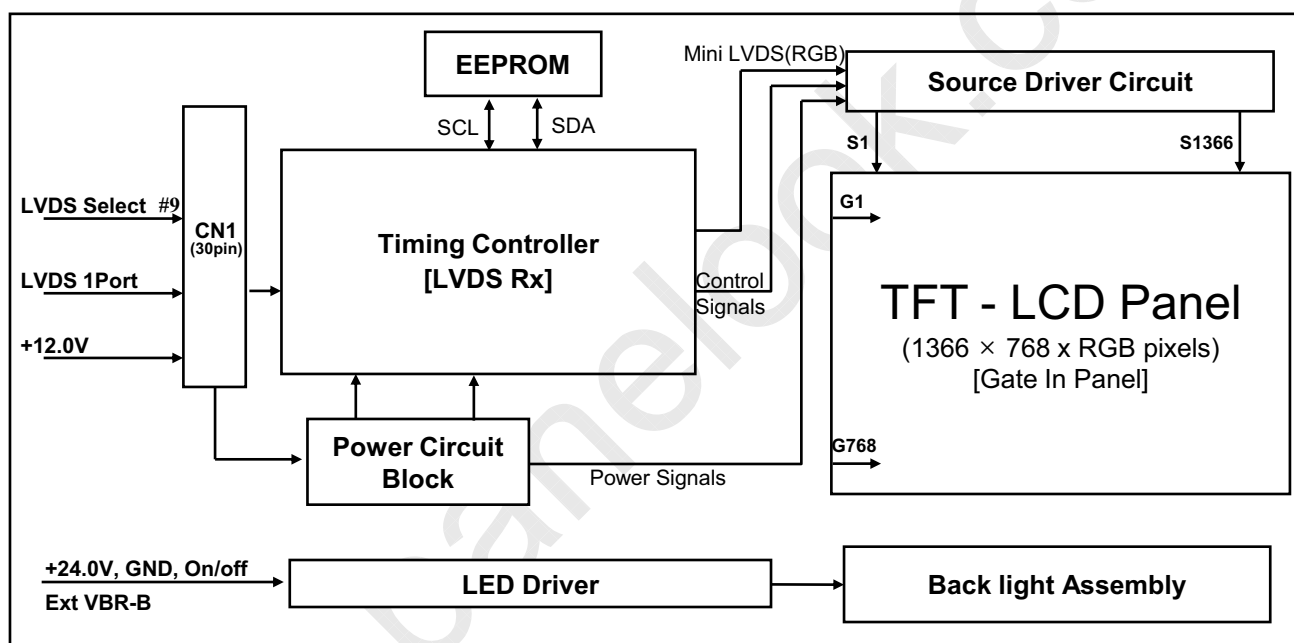 EEPROM
SCL
SDA
Mini LVDS(RGB)
Source Driver Circuit
S1
S1366
LVDS Select #9
LVDS 1Port
+12.0V
CN1
(30pin)
Timing Controller
[LVDS Rx]
Control
Signals
G1
TFT - LCD Panel
(1366 × 768 x RGB pixels)
[Gate In Panel]
G768
Power Circuit
Block
Power Signals
+24.0V, GND, On/off
Ext VBR-B
LED Driver
Back light Assembly
panelook.co